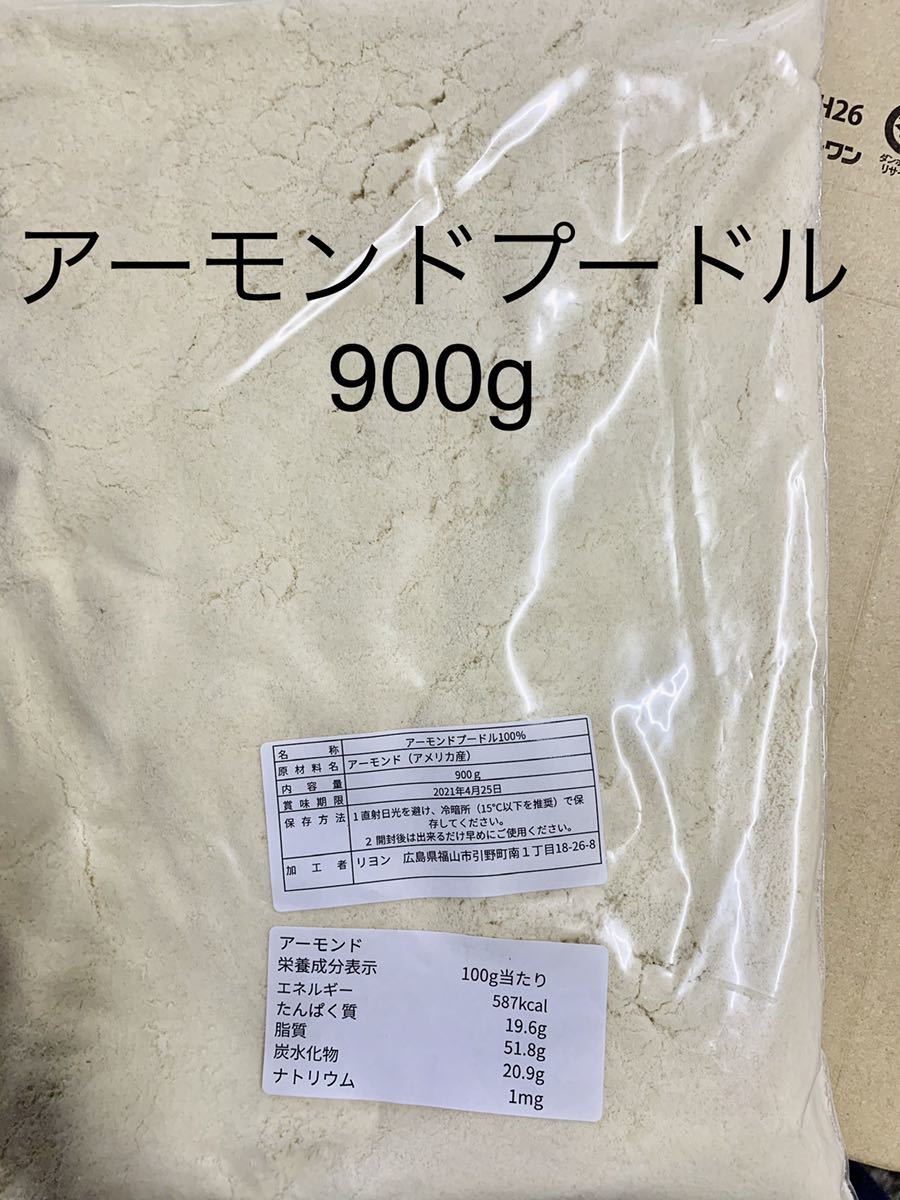 H26
ワン
アーモンドプードル
900g
名 称 アーモンドプードル100%
原材料名 アーモンド（アメリカ産）
内容量 900g
賞味期限 2021年4月25日
保存方法 1直射日光を避け、冷暗所（15℃以下を推奨）で保
存してください。
2 開封後は出来るだけ早めにご使用ください。
加工者 リヨン 広島県福山市引野町南1丁目18-26-8
アーモンド
栄養成分表示 100g当たり
エネルギー 587kcal
たんぱく質 19.6g
脂質 51.8g
炭水化物 20.9g
ナトリウム 1mg